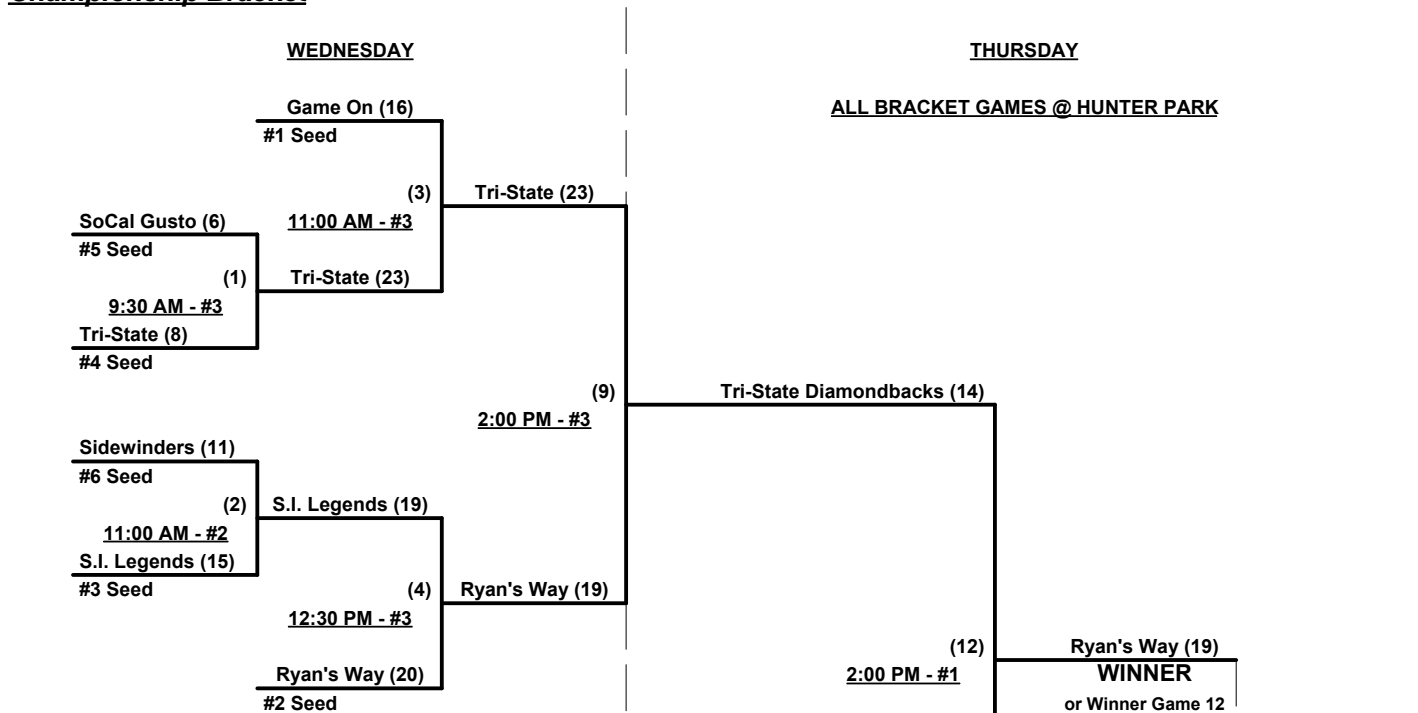 Championship Bracket
WEDNESDAY
THURSDAY
Game On (16)
ALL BRACKET GAMES @ HUNTER PARK
#1 Seed
(3)
Tri-State (23)
SoCal Gusto (6)
11:00 AM - #3
#5 Seed
(1)
Tri-State (23)
9:30 AM - #3
Tri-State (8)
#4 Seed
(9)
Tri-State Diamondbacks (14)
2:00 PM - #3
Sidewinders (11)
#6 Seed
(2)
S.I. Legends (19)
11:00 AM - #2
S.I. Legends (15)
#3 Seed
(4)
Ryan's Way (19)
12:30 PM - #3
(12)
Ryan's Way (19)
Ryan's Way (20)
2:00 PM - #1
WINNER
#2 Seed
or Winner Game 12